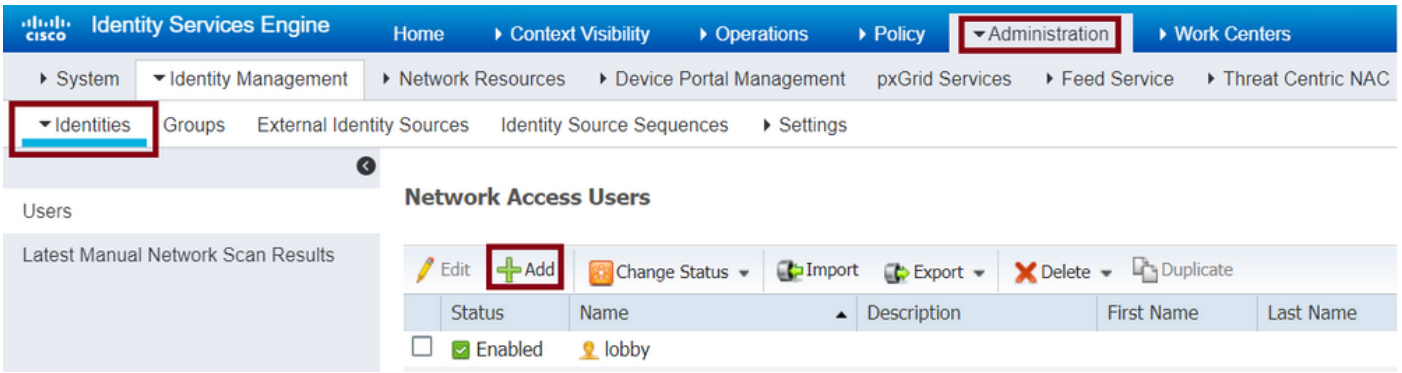 cisco Identity Services Engine Home Context Visibility Operations Policy Administration Work Centers
System Identity Management Network Resources Device Portal Management pxGrid Services Feed Service Threat Centric NAC
Identities Groups External Identity Sources Identity Source Sequences Settings
Users
Latest Manual Network Scan Results
Network Access Users
Edit Add Change Status Import Export Delete Duplicate
Status Name Description First Name Last Name
Enabled lobby